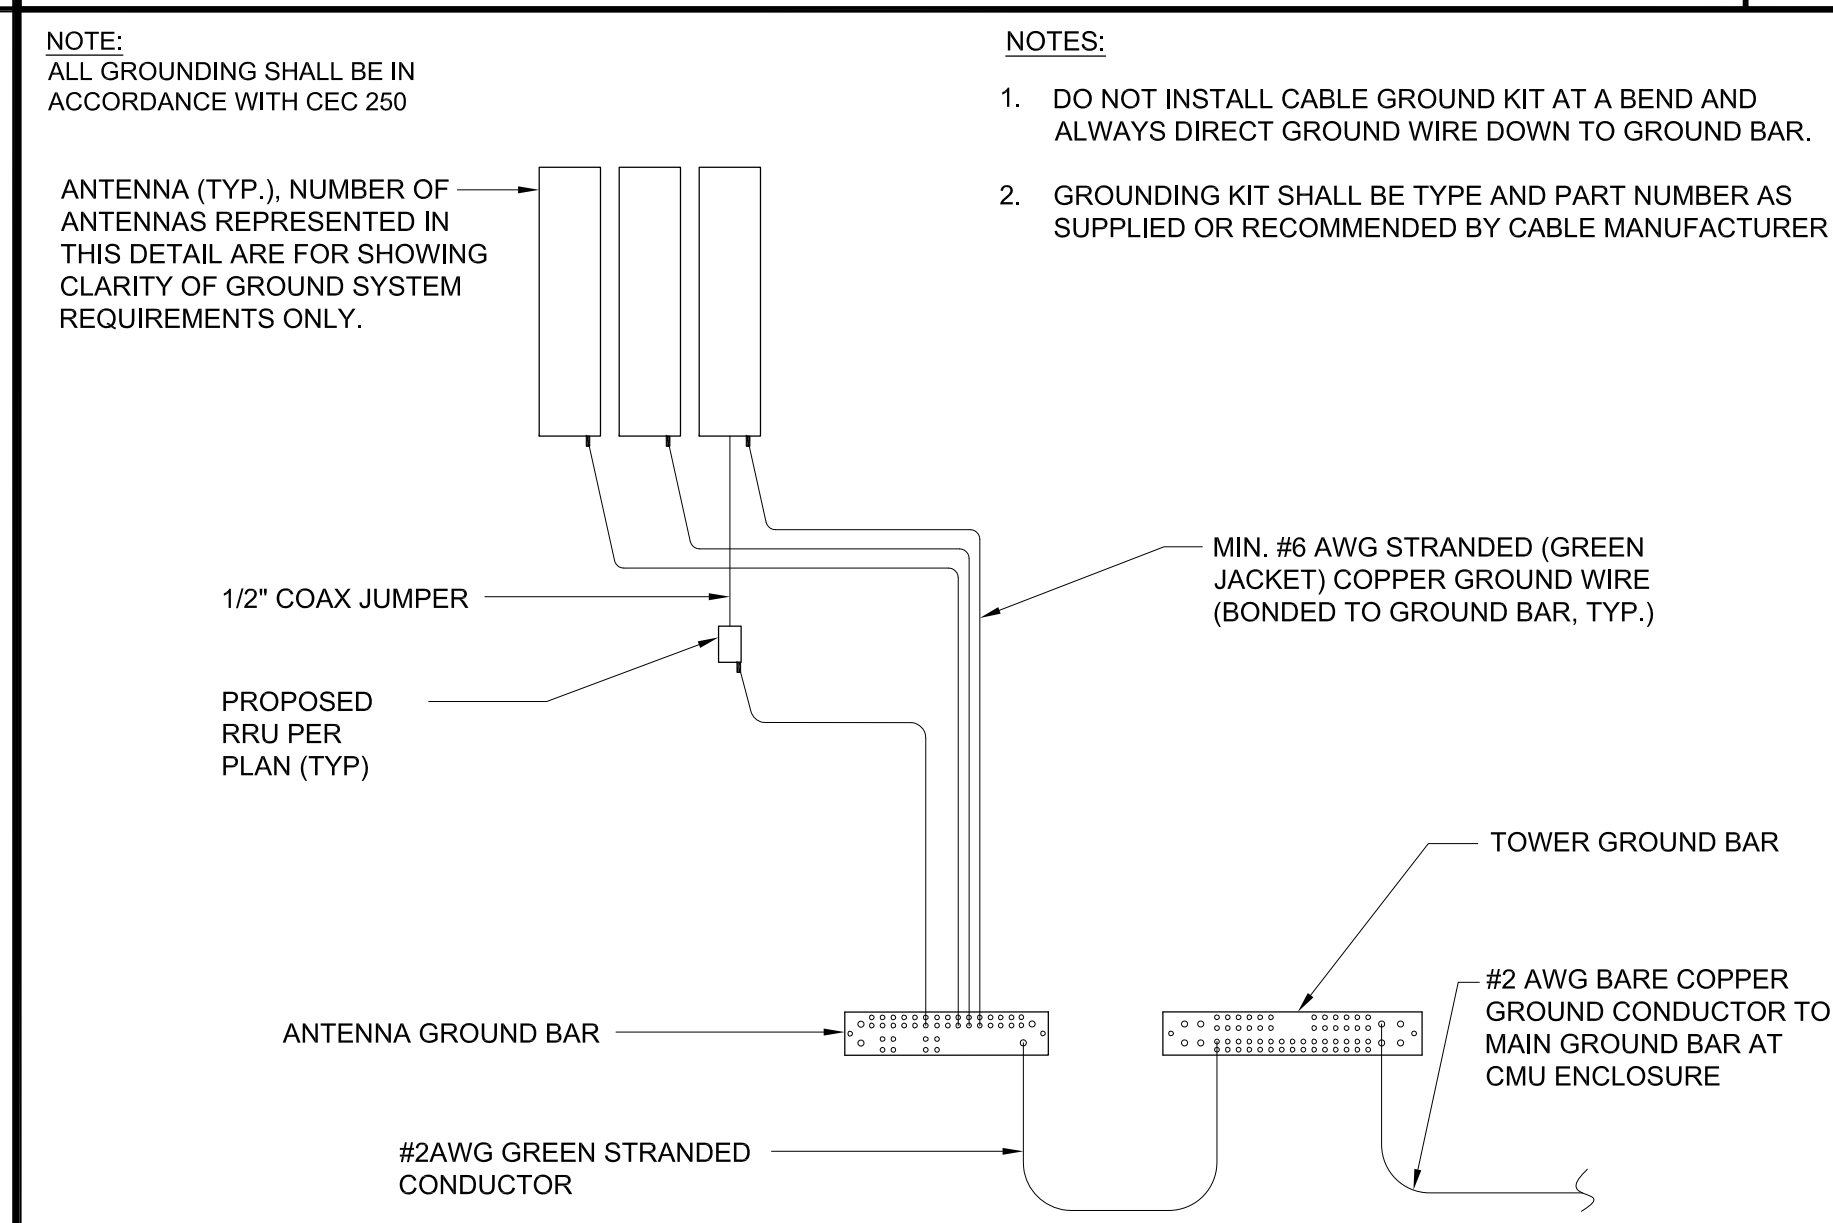 NOTE:
ALL GROUNDING SHALL BE IN
ACCORDANCE WITH CEC 250
NOTES:
1. DO NOT INSTALL CABLE GROUND KIT AT A BEND AND
ALWAYS DIRECT GROUND WIRE DOWN TO GROUND BAR.
2. GROUNDING KIT SHALL BE TYPE AND PART NUMBER AS
SUPPLIED OR RECOMMENDED BY CABLE MANUFACTURER
ANTENNA (TYP.), NUMBER OF
ANTENNAS REPRESENTED IN
THIS DETAIL ARE FOR SHOWING
CLARITY OF GROUND SYSTEM
REQUIREMENTS ONLY.
MIN. #6 AWG STRANDED (GREEN
JACKET) COPPER GROUND WIRE
(BONDED TO GROUND BAR, TYP.)
1/2" COAX JUMPER
PROPOSED
RRU PER
PLAN (TYP)
TOWER GROUND BAR
#2 AWG BARE COPPER
GROUND CONDUCTOR TO
MAIN GROUND BAR AT
CMU ENCLOSURE
ANTENNA GROUND BAR
#2AWG GREEN STRANDED
CONDUCTOR